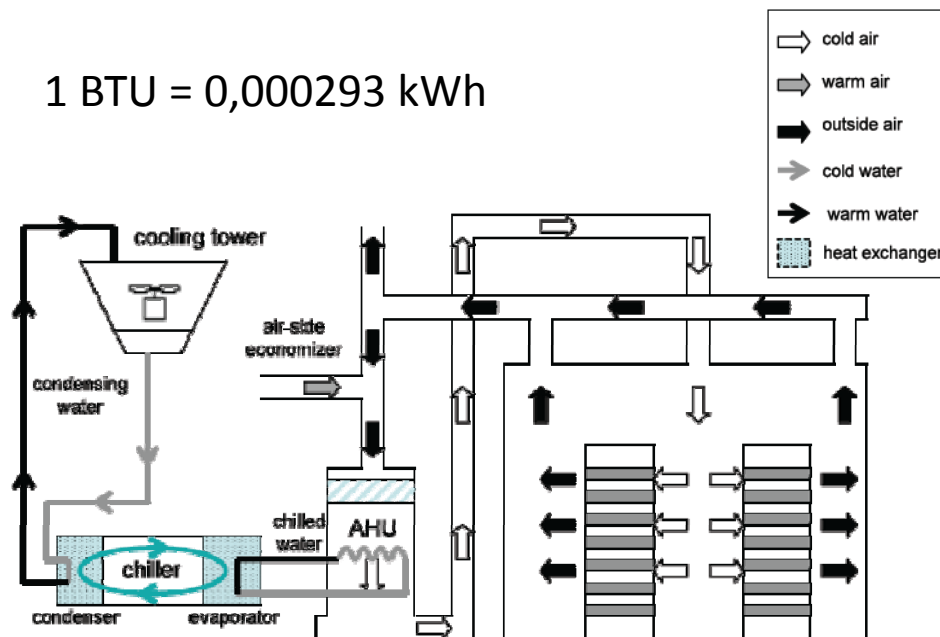 1 BTU = 0,000293 kWh
cold air
warm air
outside air
cold water
warm water
heat exchanger
cooling tower
air-side
economizer
condensing
water
chilled
water
AHU
chiller
condenser
evaporator